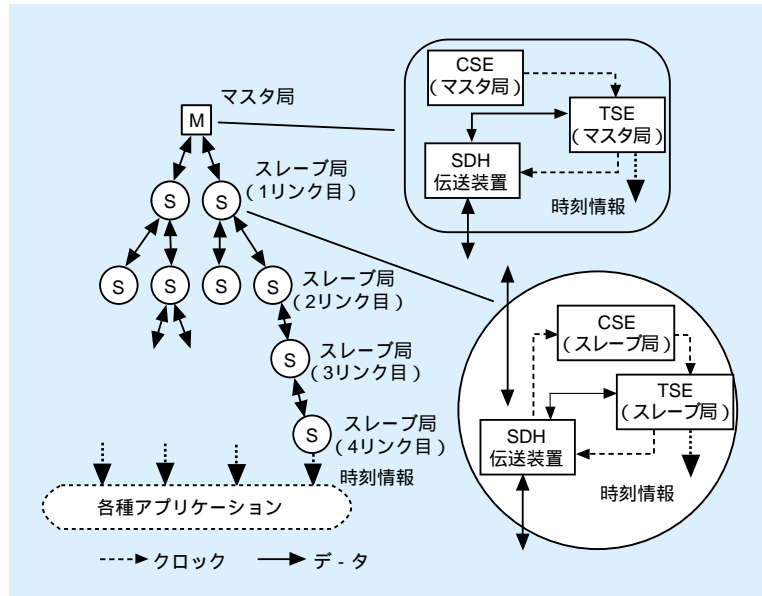 マスタ局
M
スレーブ局
(1リンク目)
S
S
S
S
S
S
スレーブ局
(2リンク目)
S
スレーブ局
(3リンク目)
S
スレーブ局
(4リンク目)
時刻情報
各種アプリケーション
クロック
デ - タ
CSE
(マスタ局)
TSE
(マスタ局)
SDH
伝送装置
時刻情報
CSE
(スレーブ局)
TSE
(スレーブ局)
SDH
伝送装置
時刻情報